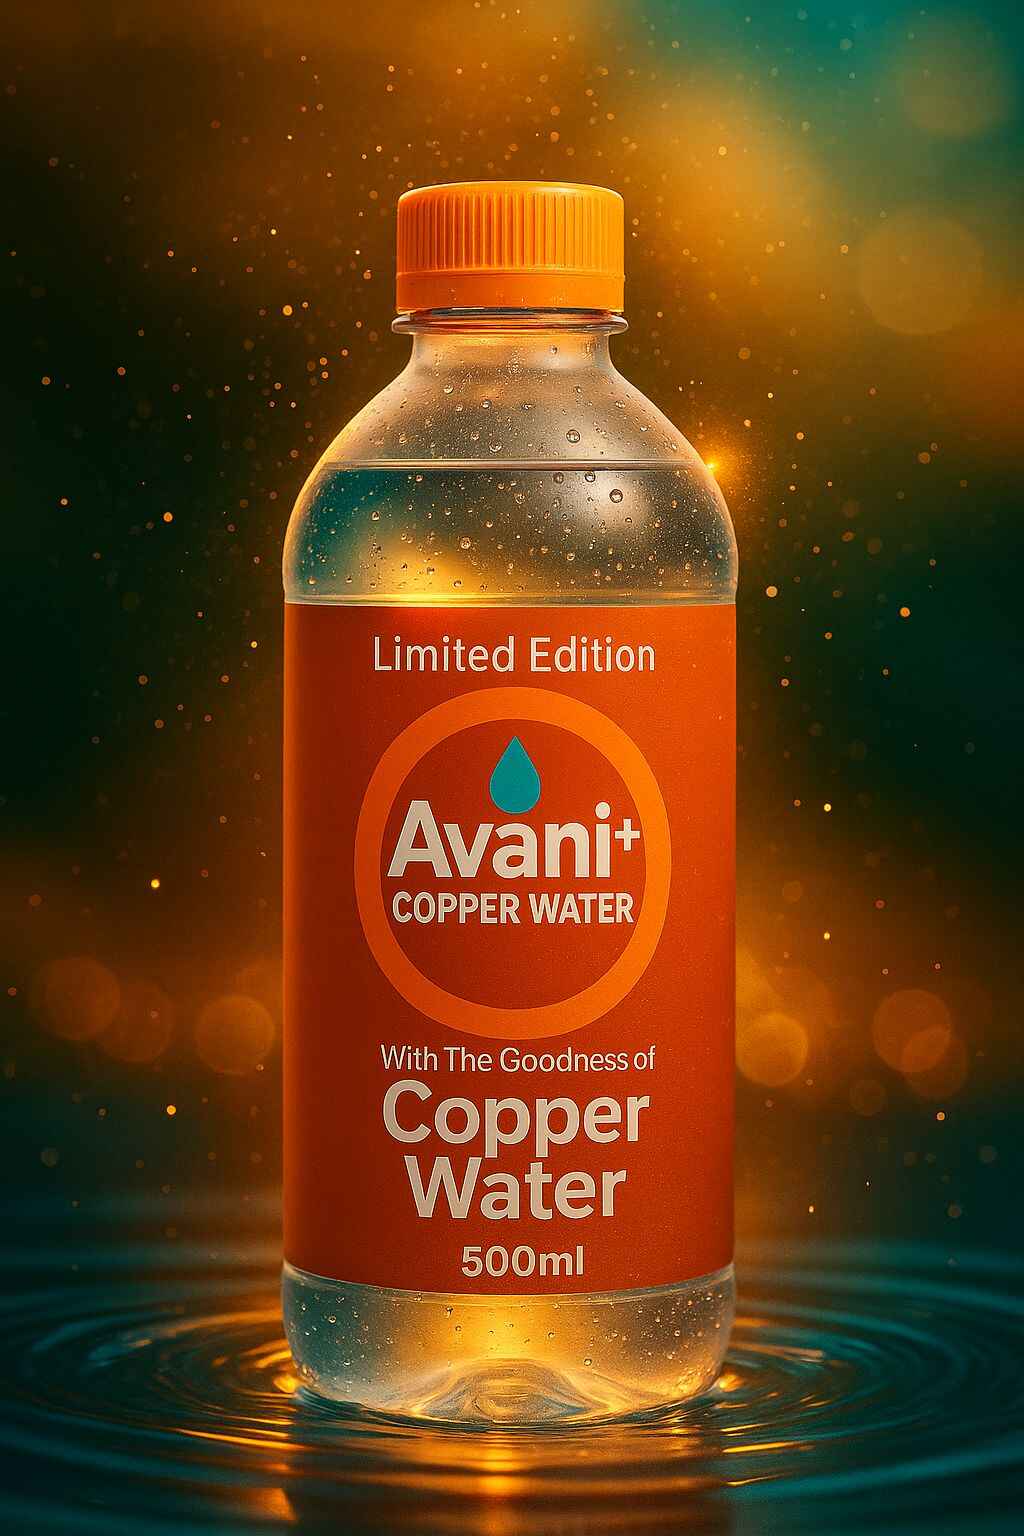 Limited Edition
Avani+
COPPER WATER
With The Goodness of
Copper
Water
500ml